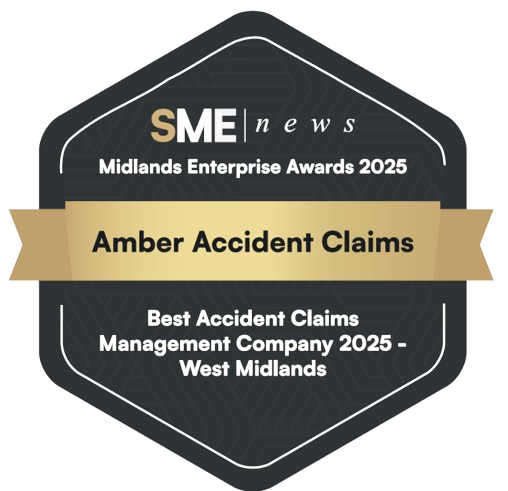 SME news
Midlands Enterprise Awards 2025
Amber Accident Claims
Best Accident Claims
Management Company 2025 -
West Midlands